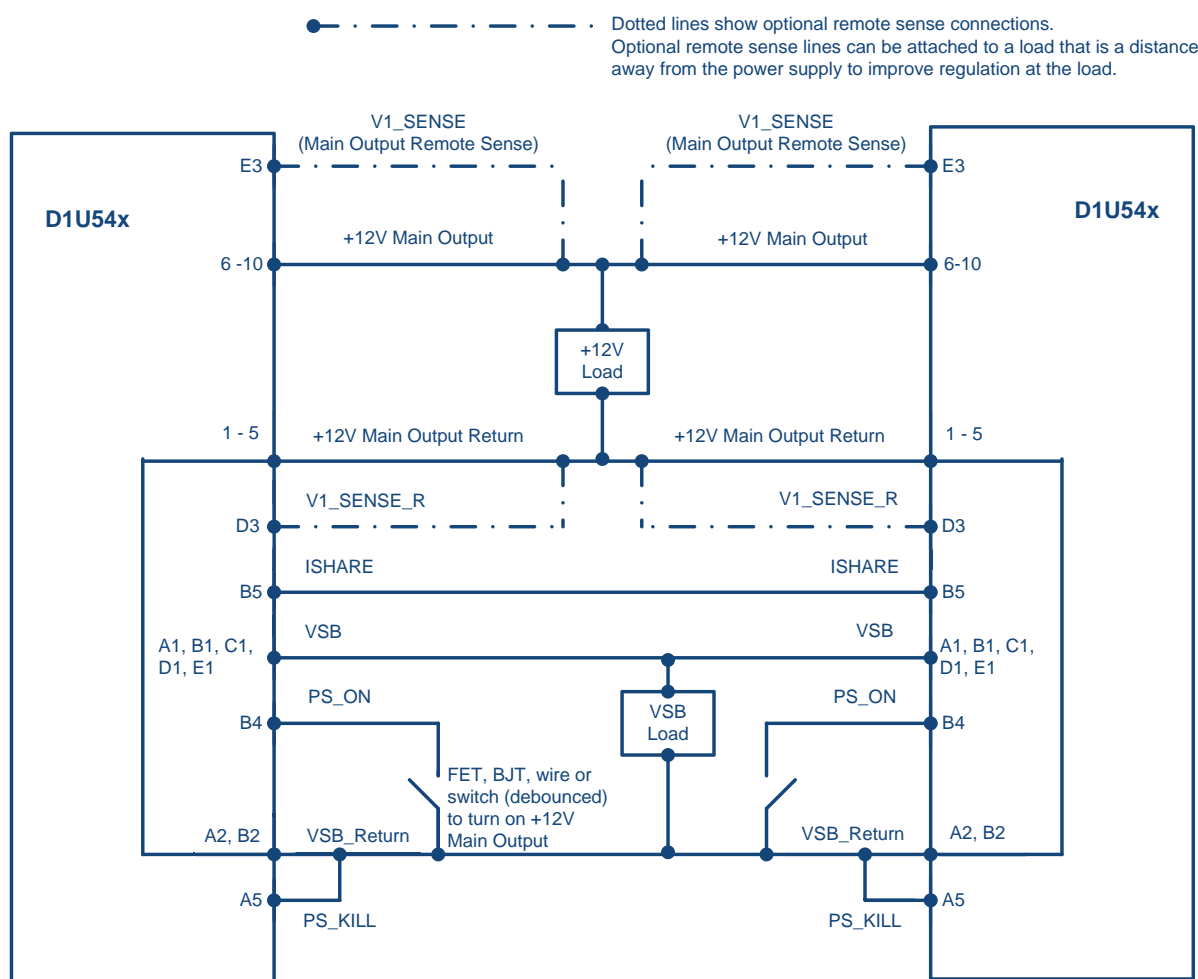 Dotted lines show optional remote sense connections.
Optional remote sense lines can be attached to a load that is a distance
away from the power supply to improve regulation at the load.
V1_SENSE
(Main Output Remote Sense)
V1_SENSE
(Main Output Remote Sense)
E3
E3
D1U54x
D1U54x
+12V Main Output
+12V Main Output
6 -10
6-10
+12V
Load
1 - 5
+12V Main Output Return
+12V Main Output Return
1 - 5
V1_SENSE_R
V1_SENSE_R
D3
D3
ISHARE
ISHARE
B5
B5
VSB
VSB
A1, B1, C1,
D1, E1
A1, B1, C1,
D1, E1
PS_ON
PS_ON
B4
B4
VSB
Load
FET, BJT, wire or
switch (debounced)
to turn on +12V
Main Output
A2, B2
VSB_Return
VSB_Return
A2, B2
A5
A5
PS_KILL
PS_KILL